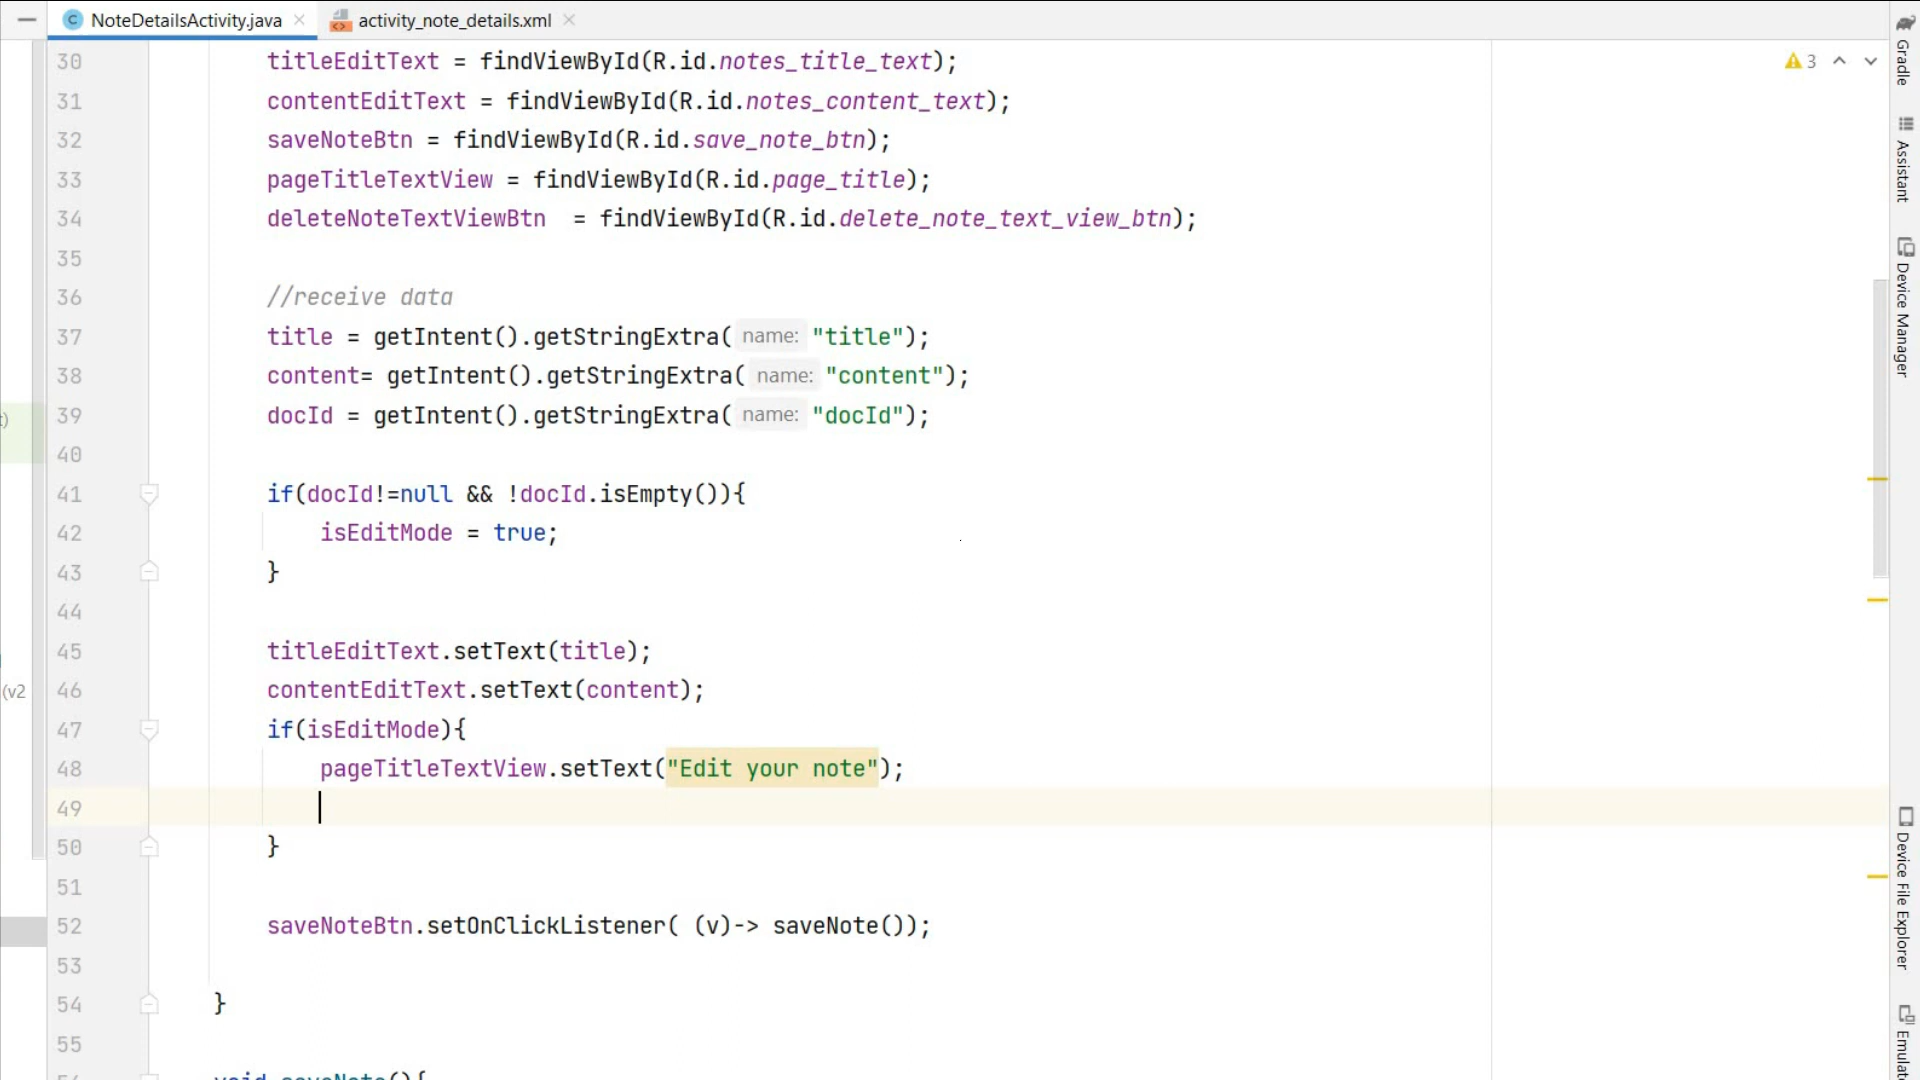 NoteDetailsActivity.java
activity_note_details.xml
30 titleEditText = findViewById(R.id.notes_title_text);
31 contentEditText = findViewById(R.id.notes_content_text);
32 saveNoteBtn = findViewById(R.id.save_note_btn);
33 pageTitleTextView = findViewById(R.id.page_title);
34 deleteNoteTextViewBtn  = findViewById(R.id.delete_note_text_view_btn);
35
36 //receive data
37 title = getIntent().getStringExtra( name: "title");
38 content= getIntent().getStringExtra( name: "content");
39 docId = getIntent().getStringExtra( name: "docId");
40
41 if(docId!=null && !docId.isEmpty()){
42 isEditMode = true;
43 }
44
45 titleEditText.setText(title);
46 contentEditText.setText(content);
47 if(isEditMode){
48 pageTitleTextView.setText("Edit your note");
49
50 }
51
52 saveNoteBtn.setOnClickListener( (v)-> saveNote());
53
54 }
55
void saveNote(){
3
t)
(v2
Gradle
Assistant
Device Manager
Device File Explorer